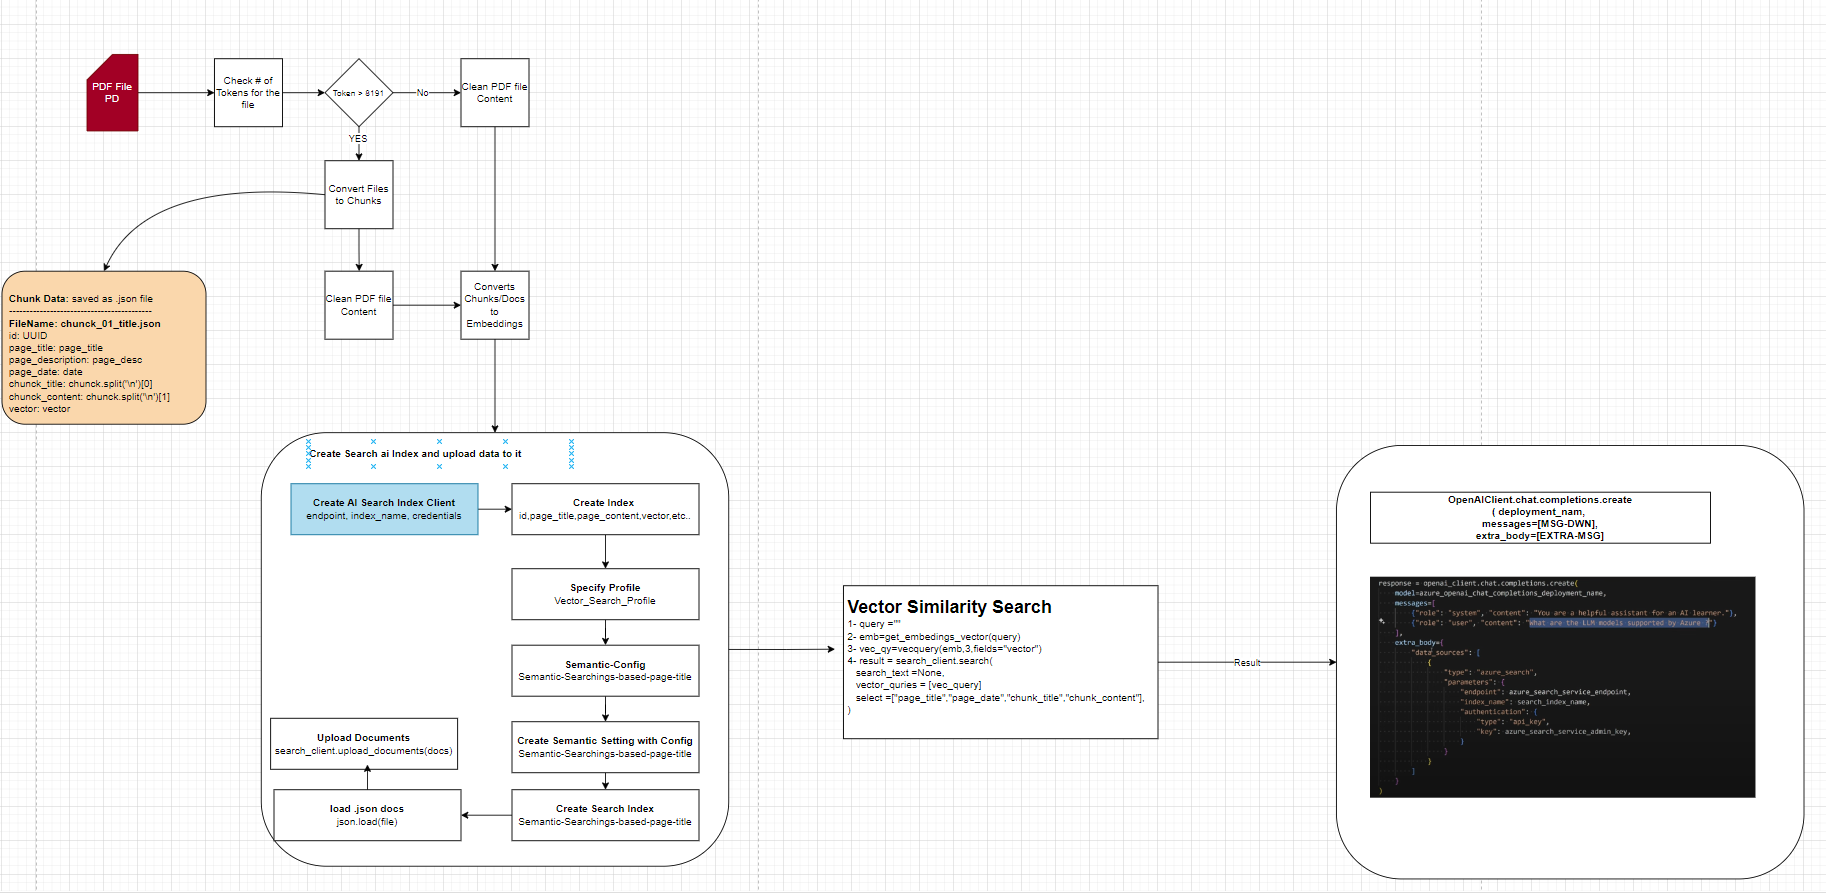 PDF File
PD
Check # of
Tokens for the
file
Token > 8191
No
Clean PDF file
Content
YES
Convert Files
to Chunks
Clean PDF file
Content
Converts
Chunks/Docs
to
Embeddings
Chunk Data: saved as .json file
------------------------------------------
FileName: chunck_01_title.json
id: UUID
page_title: page_title
page_description: page_desc
page_date: date
chunck_title: chunck.split('\n')[0]
chunck_content: chunck.split('\n')[1]
vector: vector
Create Search ai Index and upload data to it
Create AI Search Index Client
endpoint, index_name, credentials
Create Index
id,page_title,page_content,vector,etc..
Specify Profile
Vector_Search_Profile
Semantic-Config
Semantic-Searchings-based-page-title
Create Semantic Setting with Config
Semantic-Searchings-based-page-title
Create Search Index
Semantic-Searchings-based-page-title
load .json docs
json.load(file)
Upload Documents
search_client.upload_documents(docs)
Vector Similarity Search
1- query =""
2- emb=get_embedings_vector(query)
3- vec_qy=vecquery(emb,3,fields="vector")
4- result = search_client.search(
search_text =None,
vector_quries = [vec_query]
select =["page_title","page_date","chunk_title","chunk_content"],
)
Result
OpenAIClient.chat.completions.create
( deployment_nam,
messages=[MSG-DWN],
extra_body=[EXTRA-MSG]
response = openai_client.chat.completions.create(
model=azure_openai_chat_completions_deployment_name,
messages=[
{"role": "system", "content": "You are a helpful assistant for an AI learner."},
{"role": "user", "content": "What are the LLM models supported by Azure ?"}
],
extra_body={
"data_sources": [
{
"type": "azure_search",
"parameters": {
"endpoint": azure_search_service_endpoint,
"index_name": search_index_name,
"authentication": {
"type": "api_key",
"key": azure_search_service_admin_key,
}
}
}
]
}
)